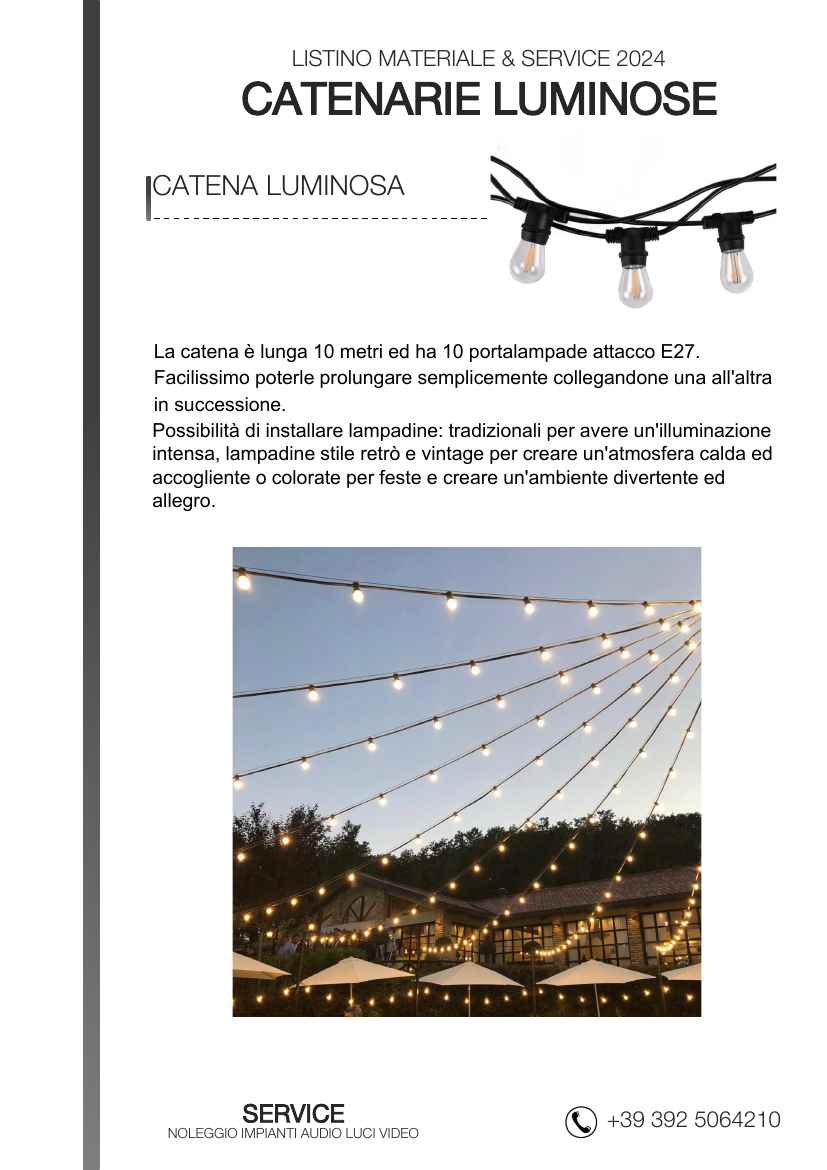 LISTINO MATERIALE & SERVICE 2024
CATENARIE LUMINOSE
CATENA LUMINOSA
La catena è lunga 10 metri ed ha 10 portalampade attacco E27.
Facilissimo poterle prolungare semplicemente collegandone una all'altra
in successione.
Possibilità di installare lampadine: tradizionali per avere un'illuminazione
intensa, lampadine stile retrò e vintage per creare un'atmosfera calda ed
accogliente o colorate per feste e creare un'ambiente divertente ed
allegro.
SERVICE
NOLEGGIO IMPIANTI AUDIO LUCI VIDEO
+39 392 5064210